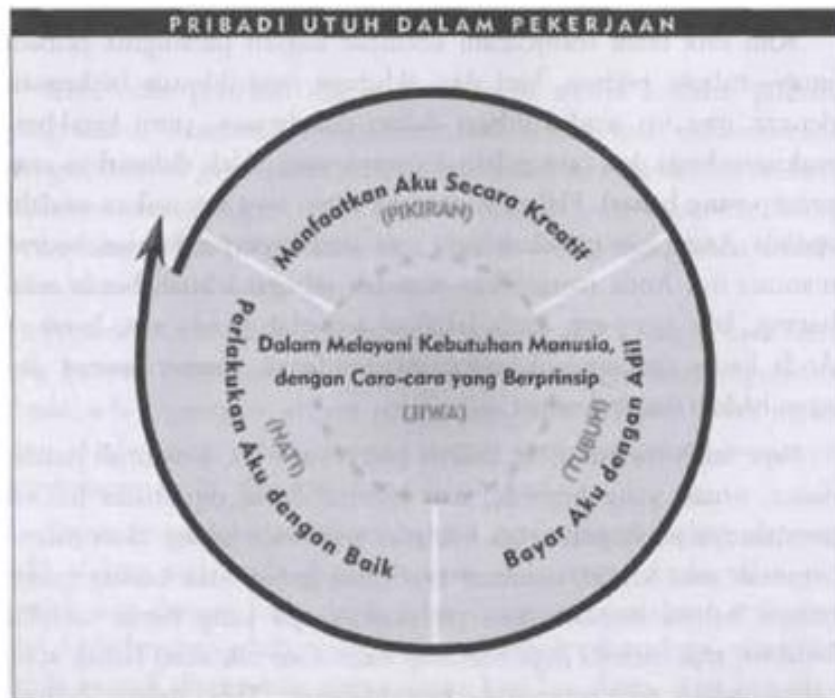 PRIBADI UTUH DALAM PEKERJAAN
Manfaatkan Aku Secara Kreatif
(PIKIRAN)
Perlakukan Aku dengan Baik
(HATI)
Dalam Melayani Kebutuhan Manusia,
dengan Cara-cara yang Berprinsip
(JIWA)
(TUBUH)
Bayar Aku dengan Adil